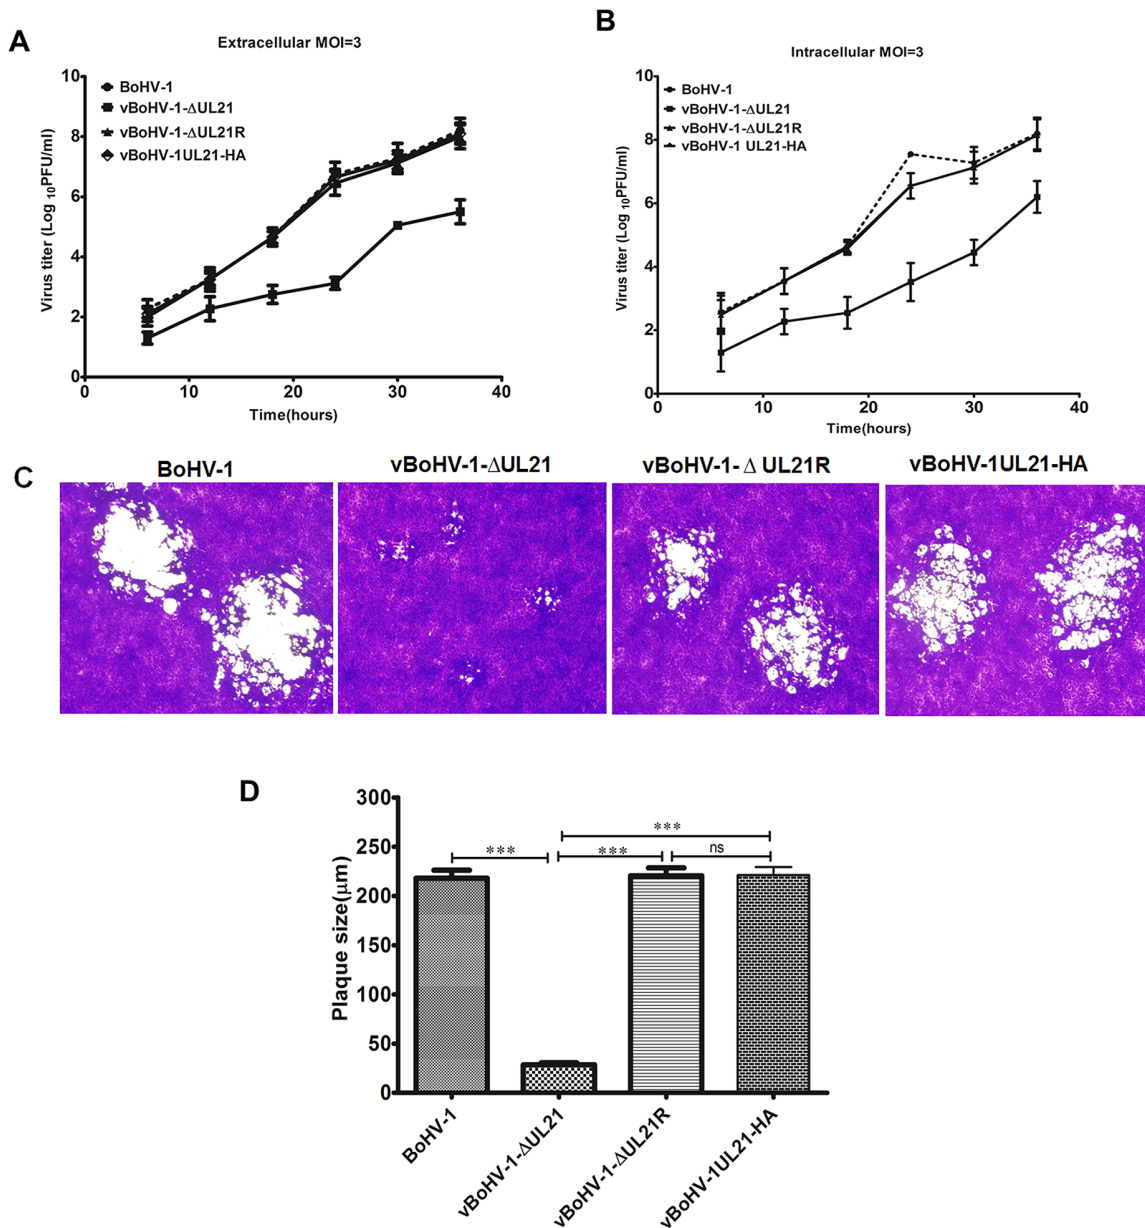 A
Extracellular MOI=3
Virus titer (Log 10PFU/ml)
10
8
6
4
2
0
BoHV-1
vBoHV-1-ΔUL21
vBoHV-1-ΔUL21R
vBoHV-1UL21-HA
0 10 20 30 40
Time(hours)
B
Intracellular MOI=3
Virus titer (Log 10PFU/ml)
10
8
6
4
2
0
BoHV-1
vBoHV-1-ΔUL21
vBoHV-1-ΔUL21R
vBoHV-1 UL21-HA
0 10 20 30 40
Time(hours)
C
BoHV-1 vBoHV-1-ΔUL21 vBoHV-1- Δ UL21R vBoHV-1UL21-HA
D
Plaque size(μm)
300
250
200
150
100
50
0
***
*** *** ns
BoHV-1
vBoHV-1-ΔUL21
vBoHV-1-ΔUL21R
vBoHV-1UL21-HA